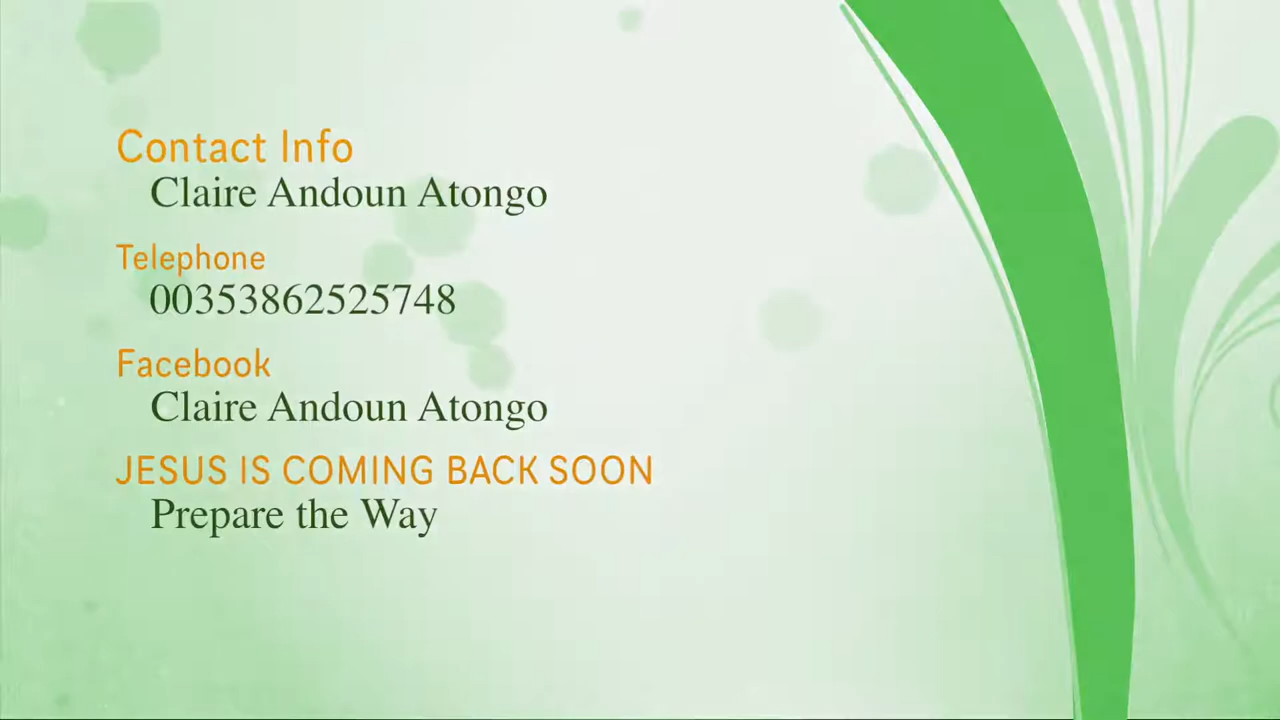 Contact Info
Claire Andoun Atongo
Telephone
00353862525748
Facebook
Claire Andoun Atongo
JESUS IS COMING BACK SOON
Prepare the Way